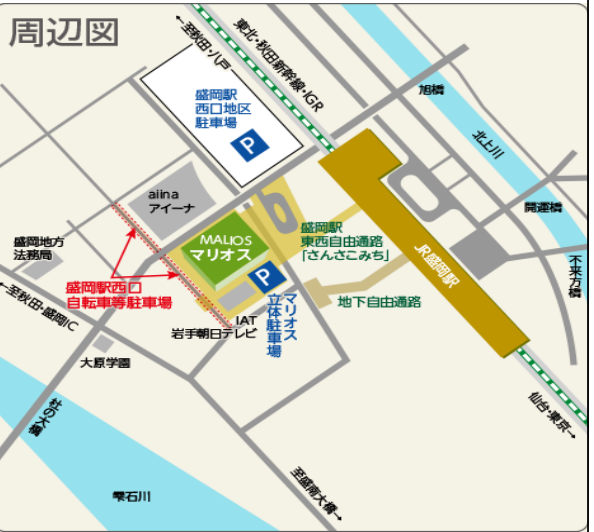 周辺図
←至秋田・八戸
東北・秋田新幹線・IGR
盛岡駅
西口地区
駐車場
P
旭橋
北上川
開運橋
不来方橋
aiina
アイーナ
MALIOS
マリオス
盛岡駅
東西自由通路
「さんさこみち」
JR盛岡駅
盛岡地方
法務局
盛岡駅西口
自転車等駐車場
P
マリオス
立体駐車場
地下自由通路
IAT
岩手朝日テレビ
←至秋田・盛岡IC
大原学園
杜の大橋
雫石川
至盛南大橋→
仙台・東京→